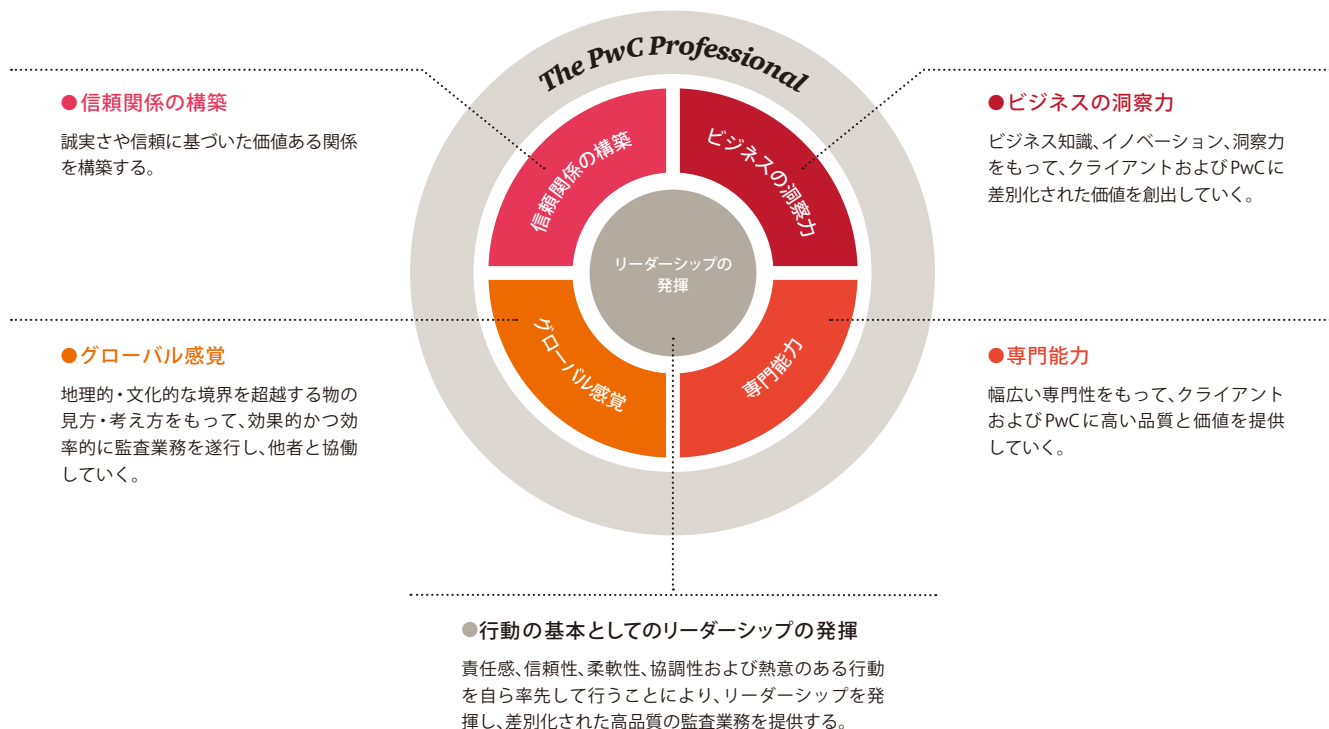 The PwC Professional
●信頼関係の構築
誠実さや信頼に基づいた価値ある関係
を構築する。
●ビジネスの洞察力
ビジネス知識、イノベーション、洞察力
をもって、クライアントおよびPwCに
差別化された価値を創出していく。
信頼関係の構築
ビジネスの洞察力
リーダーシップの
発揮
グローバル感覚
専門能力
●グローバル感覚
地理的・文化的な境界を超越する物の
見方・考え方をもって、効果的かつ効
率的に監査業務を遂行し、他者と協働
していく。
●専門能力
幅広い専門性をもって、クライアント
およびPwCに高い品質と価値を提供
していく。
●行動の基本としてのリーダーシップの発揮
責任感、信頼性、柔軟性、協調性および熱意のある行動
を自ら率先して行うことにより、リーダーシップを発
揮し、差別化された高品質の監査業務を提供する。